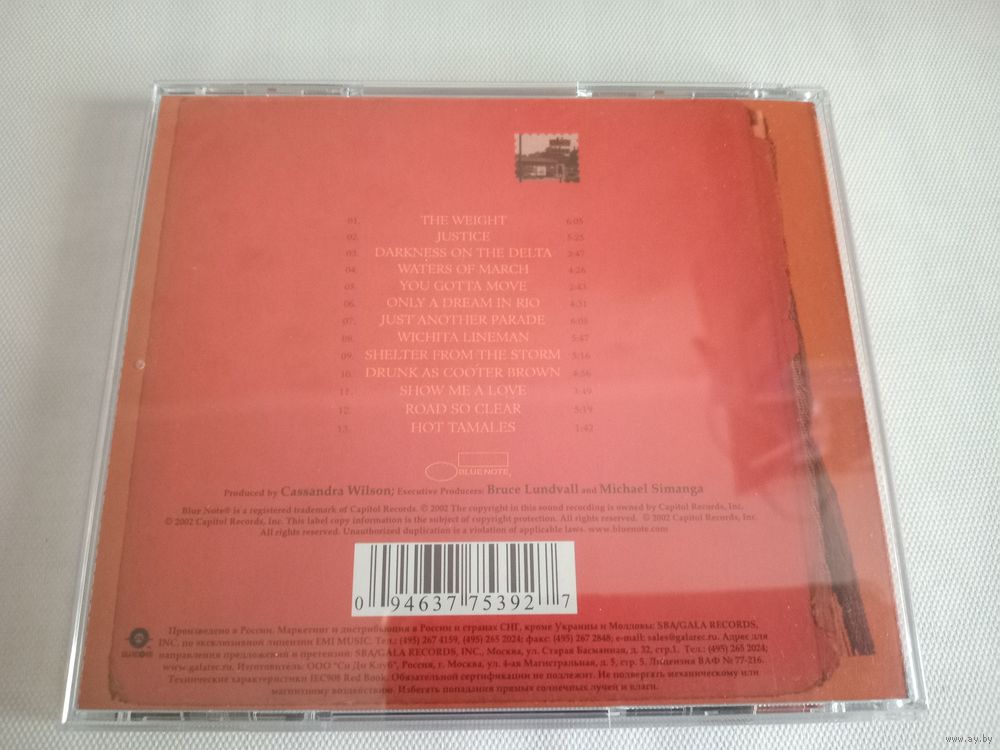 01. THE WEIGHT 6:05
02. JUSTICE 5:25
03. DARKNESS ON THE DELTA 2:47
04. WATERS OF MARCH 4:26
05. YOU GOTTA MOVE 2:43
06. ONLY A DREAM IN RIO 4:31
07. JUST ANOTHER PARADE 6:05
08. WICHITA LINEMAN 5:47
09. SHELTER FROM THE STORM 5:16
10. DRUNK AS COOTER BROWN 4:56
11. SHOW ME A LOVE 3:49
12. ROAD SO CLEAR 5:19
13. HOT TAMALES 1:42
BLUE NOTE
Produced by Cassandra Wilson; Executive Producers: Bruce Lundvall and Michael Simanga
Blue Note® is a registered trademark of Capitol Records. ℗ 2002 The copyright in this sound recording is owned by Capitol Records, Inc.
© 2002 Capitol Records, Inc. This label copy information is the subject of copyright protection. All rights reserved. © 2002 Capitol Records, Inc.
All rights reserved. Unauthorized duplication is a violation of applicable laws. www.bluenote.com
0 94637 75392 7
Произведено в России. Маркетинг и дистрибьюция в России и странах СНГ, кроме Украины и Молдовы: SBA/GALA RECORDS,
INC. по эксклюзивной лицензии EMI MUSIC. Тел.: (495) 267 4159, (495) 265 2024; факс: (495) 267 2848; e-mail: sales@galarec.ru. Адрес для
направления предложений и претензий: SBA/GALA RECORDS, INC., Москва, ул. Старая Басманная, д. 32, стр.1. Тел.: (495) 265 2024;
www.galarec.ru. Изготовитель: ООО "Си Ди Клуб", Россия, г. Москва, ул. 4-ая Магистральная, д. 5, стр. 5. Лицензия ВАФ № 77-216.
Технические характеристики IEC908 Red Book. Обязательной сертификации не подлежит. Не подвергать механическому или
магнитному воздействию. Избегать попадания прямых солнечных лучей и влаги.
www.ay.by